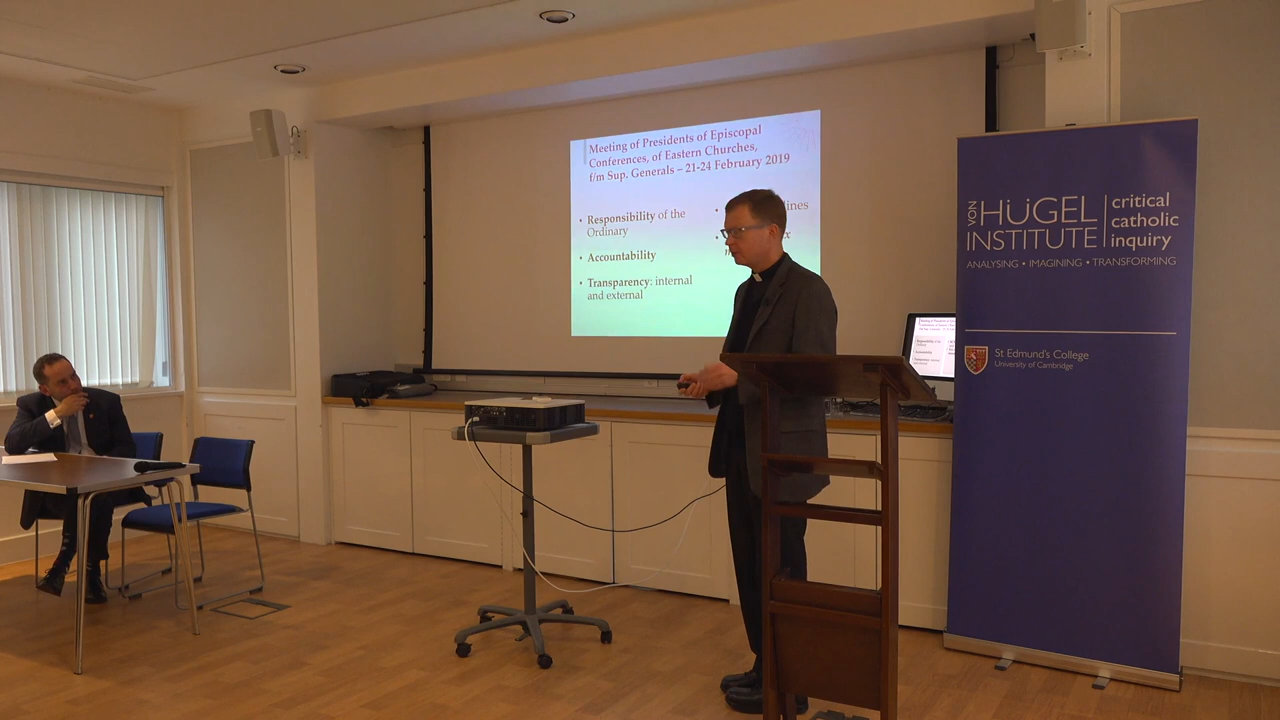 Meeting of Presidents of Episcopal
Conferences, of Eastern Churches,
f/m Sup. Generals – 21-24 February 2019
• Responsibility of the
Ordinary
• Accountability
• Transparency: internal
and external
VON HÜGEL
INSTITUTE
critical
catholic
inquiry
ANALYSING • IMAGINING • TRANSFORMING
St Edmund's College
University of Cambridge